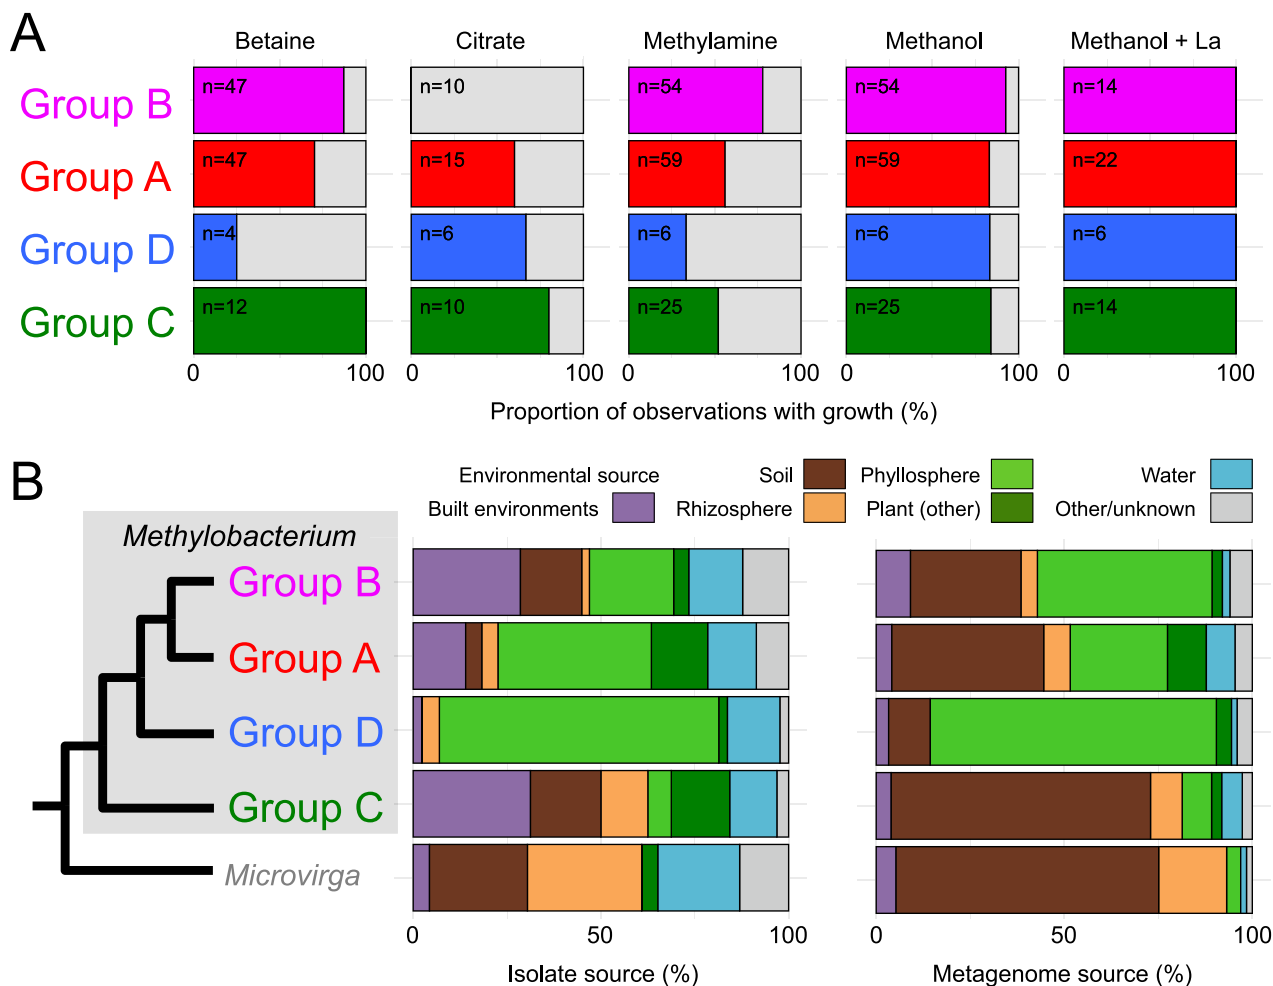 A
Betaine Citrate Methylamine Methanol Methanol + La
Group B n=47 n=10 n=54 n=54 n=14
Group A n=47 n=15 n=59 n=59 n=22
Group D n=4 n=6 n=6 n=6 n=6
Group C n=12 n=10 n=25 n=25 n=14
0 100 0 100 0 100 0 100 0 100
Proportion of observations with growth (%)
B
Environmental source Soil Phyllosphere Water
Built environments Rhizosphere Plant (other) Other/unknown
Methylobacterium
Group B
Group A
Group D
Group C
Microvirga
0 50 100 0 50 100
Isolate source (%) Metagenome source (%)